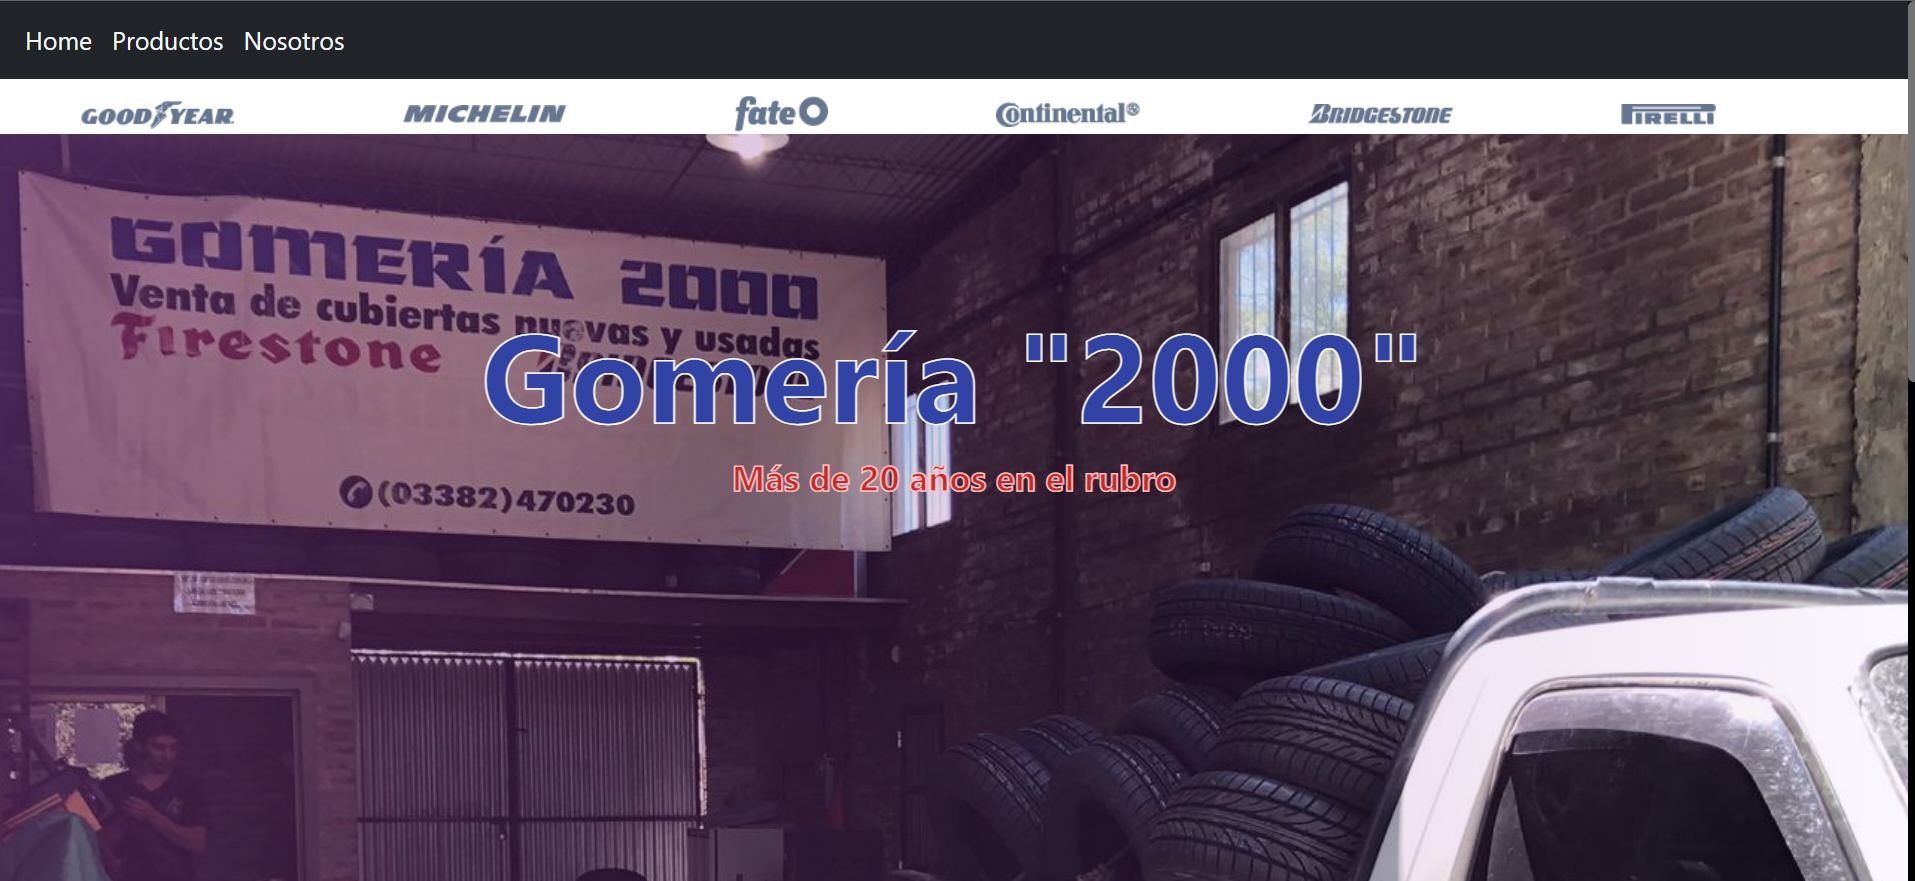 Home Productos Nosotros
GOODYEAR MICHELIN fate Continental® BRIDGESTONE PIRELLI
GOMERÍA 2000
Venta de cubiertas nuevas y usadas
Firestone
Gomería "2000"
Más de 20 años en el rubro
(03382)470230